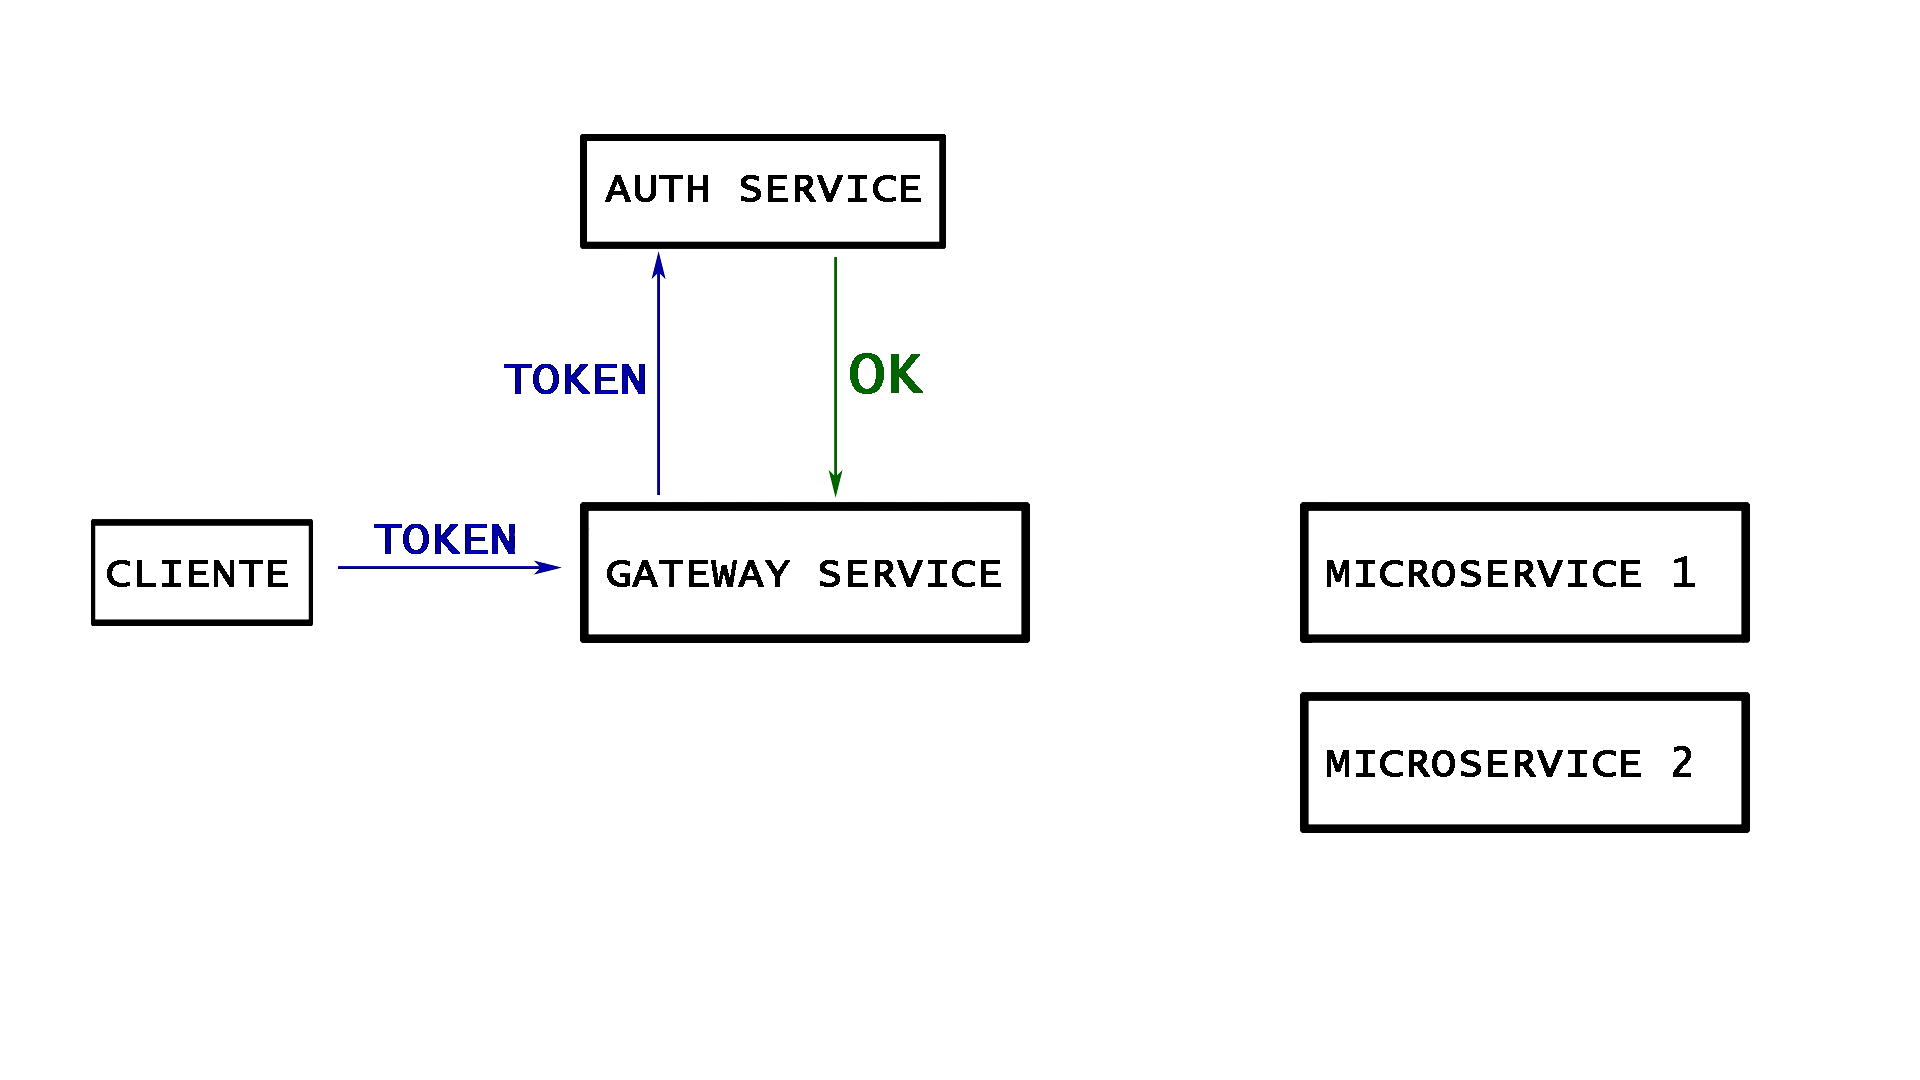 AUTH SERVICE
TOKEN
OK
CLIENTE
TOKEN
GATEWAY SERVICE
MICROSERVICE 1
MICROSERVICE 2